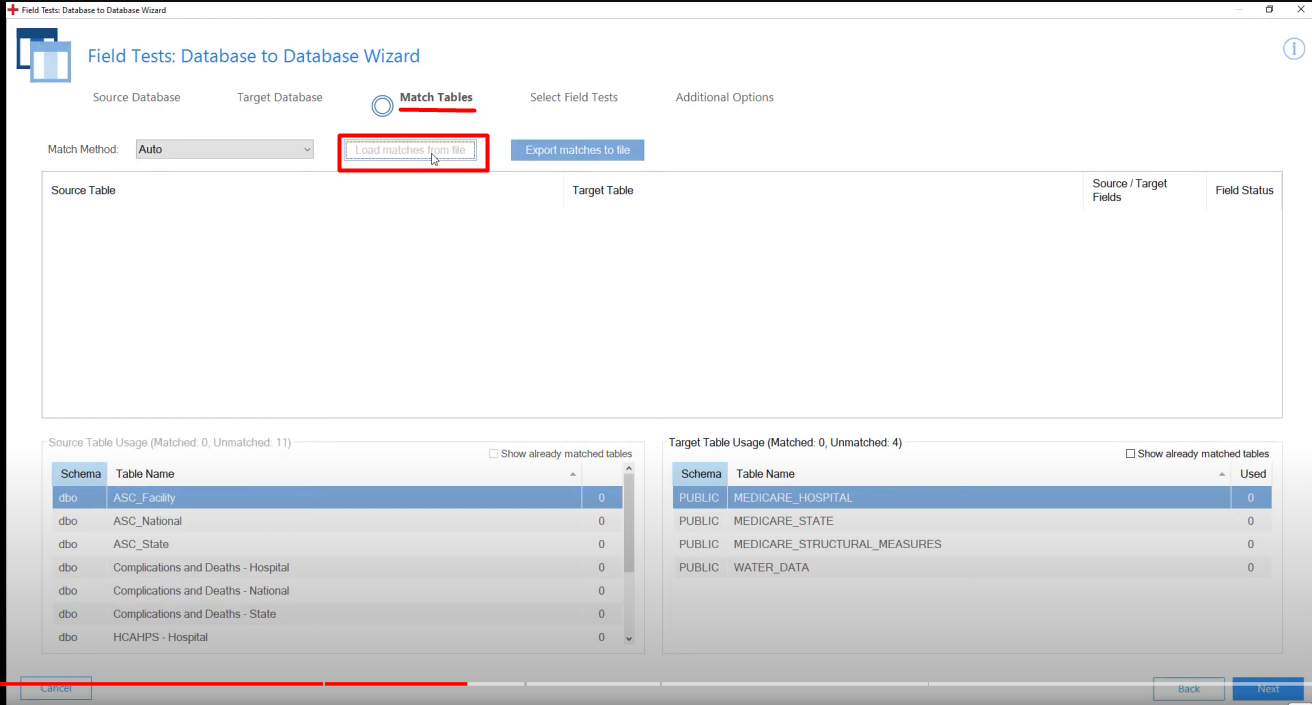 Field Tests: Database to Database Wizard
Field Tests: Database to Database Wizard
Source Database Target Database Match Tables Select Field Tests Additional Options
Match Method: Auto Load matches from file Export matches to file
Source Table Target Table Source / Target Fields Field Status
Source Table Usage (Matched: 0, Unmatched: 11)
Show already matched tables
Schema Table Name
dbo ASC_Facility 0
dbo ASC_National 0
dbo ASC_State 0
dbo Complications and Deaths - Hospital 0
dbo Complications and Deaths - National 0
dbo Complications and Deaths - State 0
dbo HCAHPS - Hospital 0
Target Table Usage (Matched: 0, Unmatched: 4)
Show already matched tables
Schema Table Name Used
PUBLIC MEDICARE_HOSPITAL 0
PUBLIC MEDICARE_STATE 0
PUBLIC MEDICARE_STRUCTURAL_MEASURES 0
PUBLIC WATER_DATA 0
Cancel Back Next